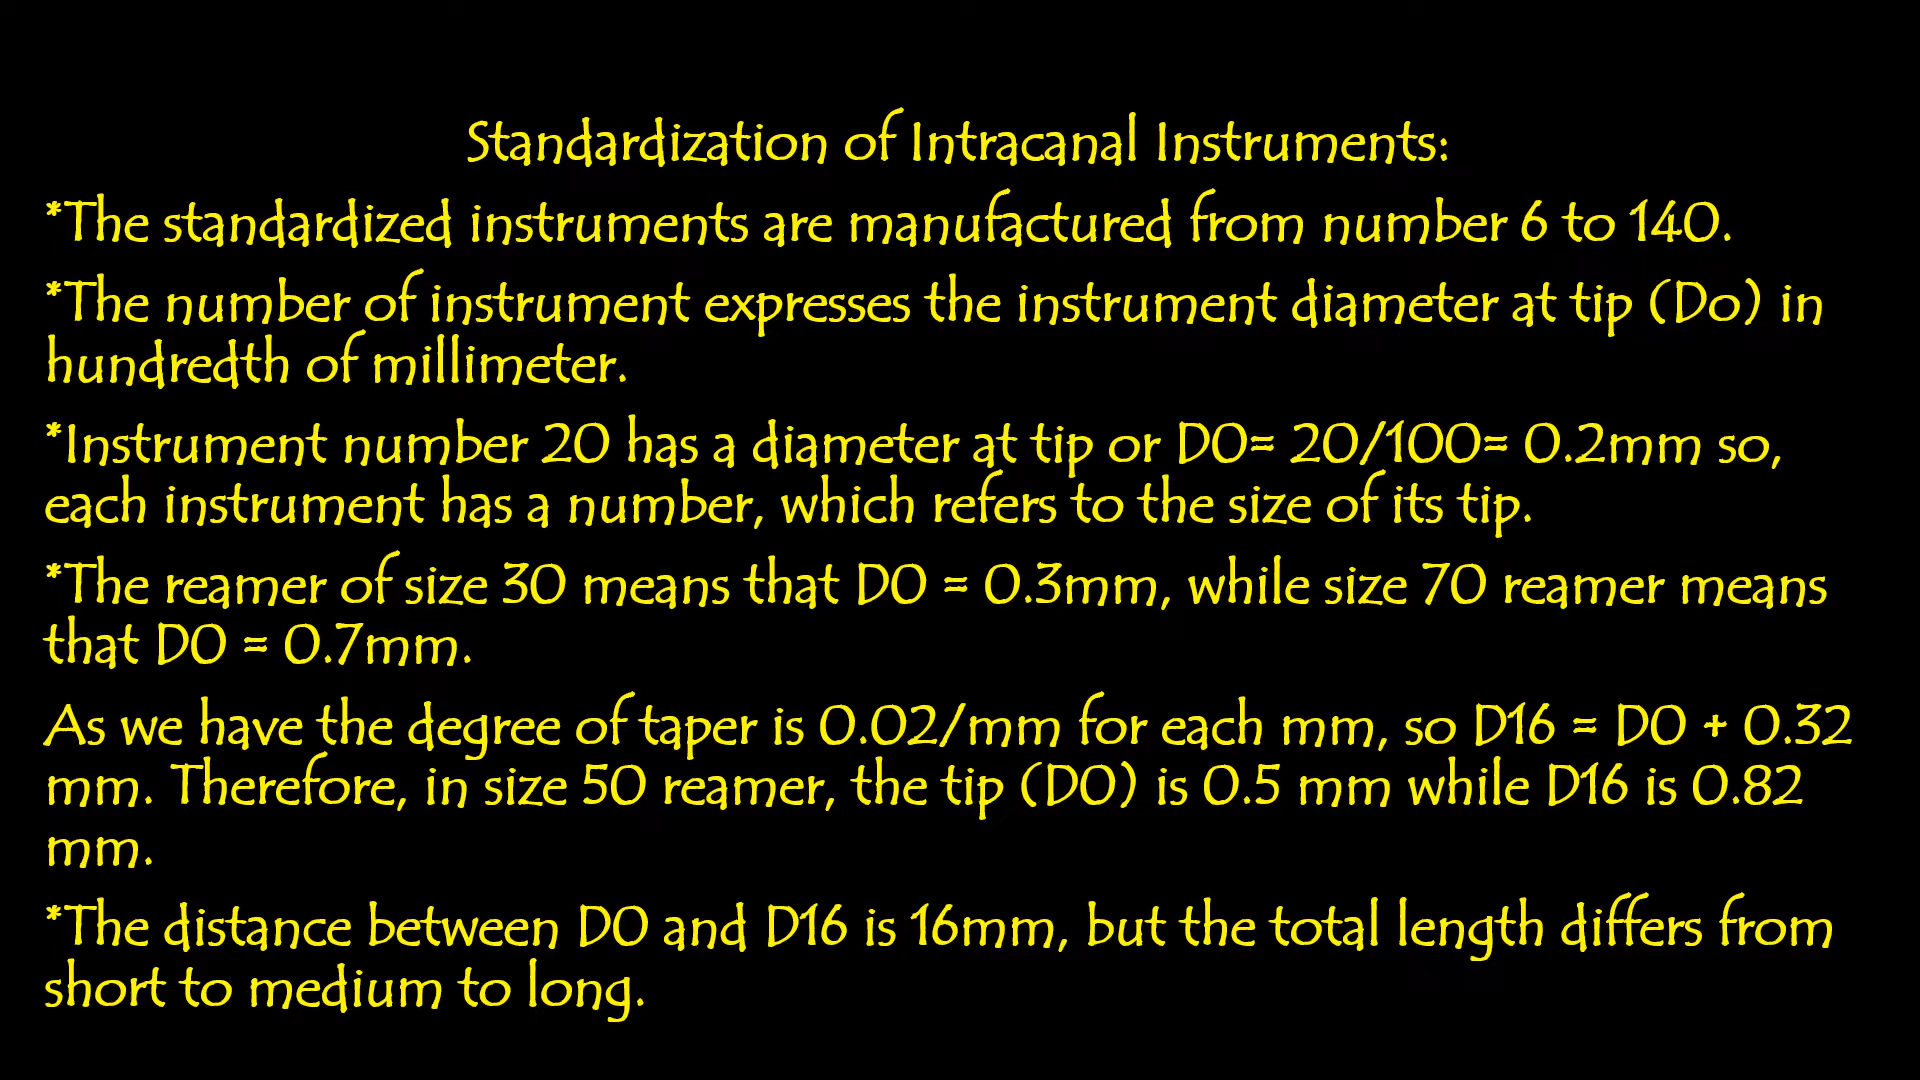 Standardization of Intracanal Instruments:
*The standardized instruments are manufactured from number 6 to 140.
*The number of instrument expresses the instrument diameter at tip (Do) in
hundredth of millimeter.
*Instrument number 20 has a diameter at tip or D0= 20/100= 0.2mm so,
each instrument has a number, which refers to the size of its tip.
*The reamer of size 30 means that D0 = 0.3mm, while size 70 reamer means
that D0 = 0.7mm.
As we have the degree of taper is 0.02/mm for each mm, so D16 = D0 + 0.32
mm. Therefore, in size 50 reamer, the tip (D0) is 0.5 mm while D16 is 0.82
mm.
*The distance between D0 and D16 is 16mm, but the total length differs from
short to medium to long.